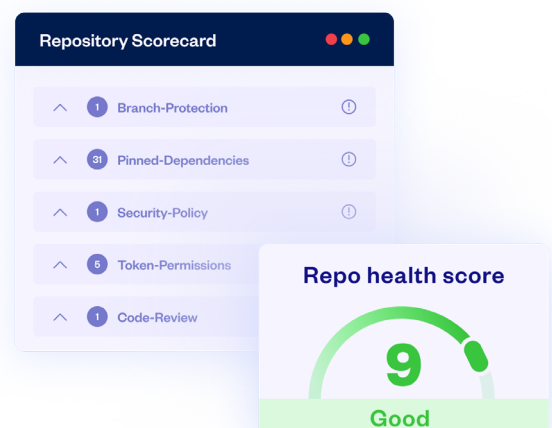 Repository Scorecard
1 Branch-Protection
31 Pinned-Dependencies
1 Security-Policy
5 Token-Permissions
1 Code-Review
Repo health score
9
Good